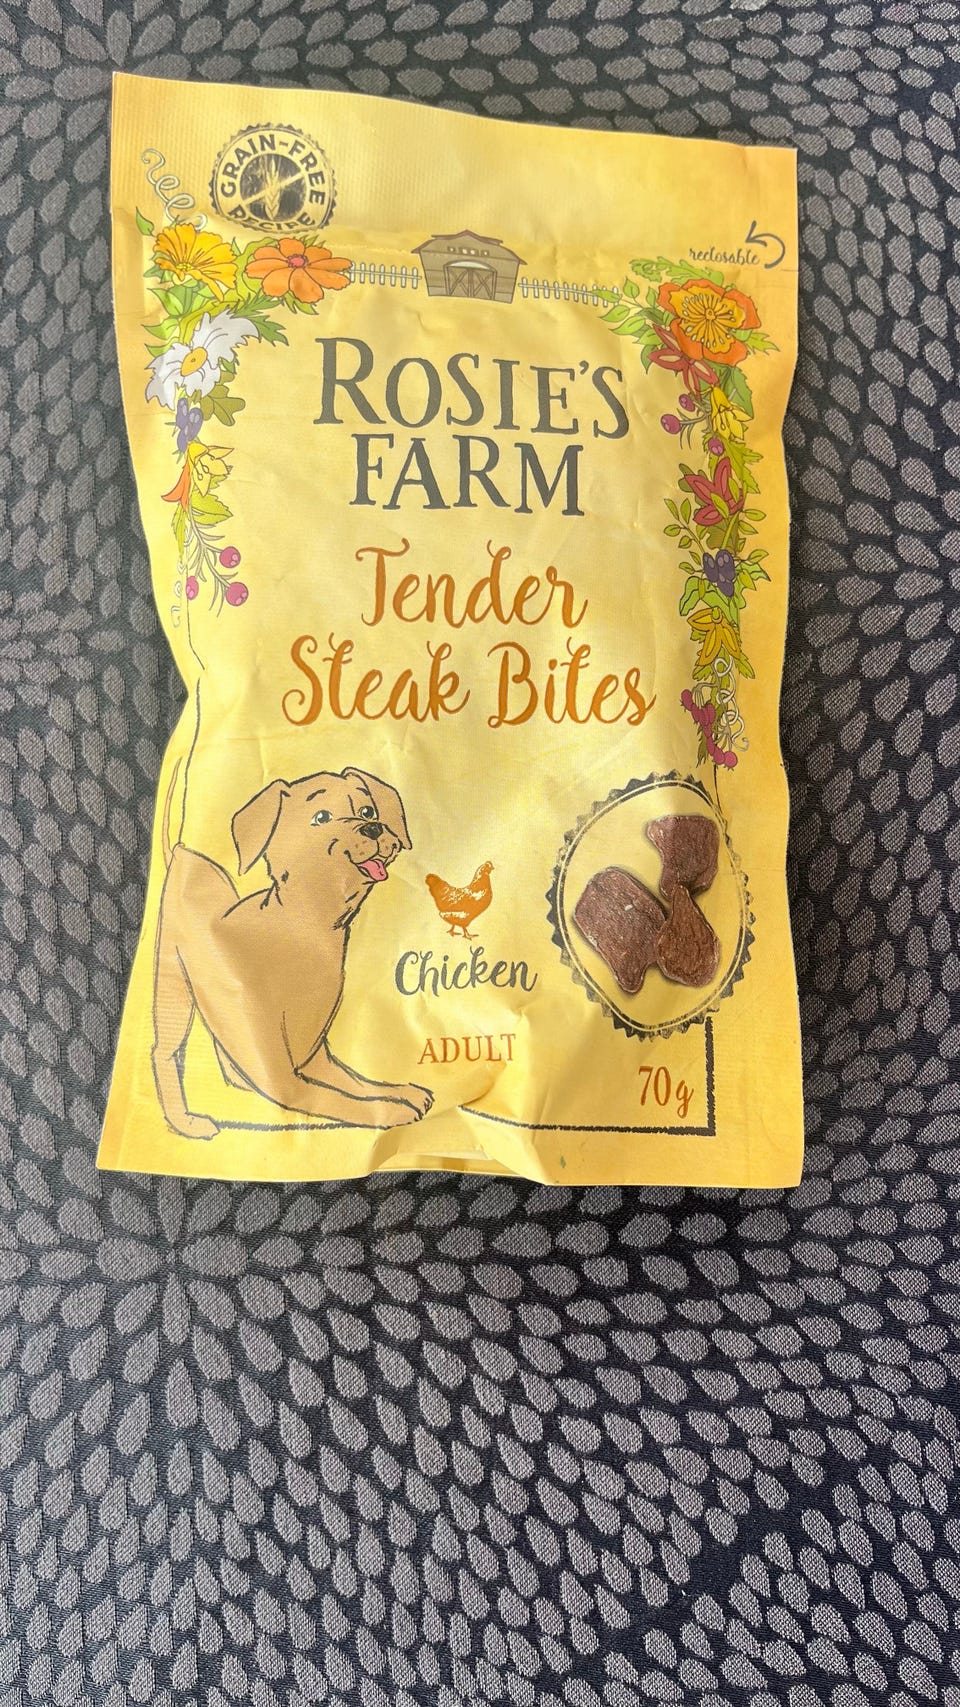 GRAIN-FREE
RECIPE
reclosable
ROSIE'S
FARM
Tender
Steak Bites
Chicken
ADULT
70g